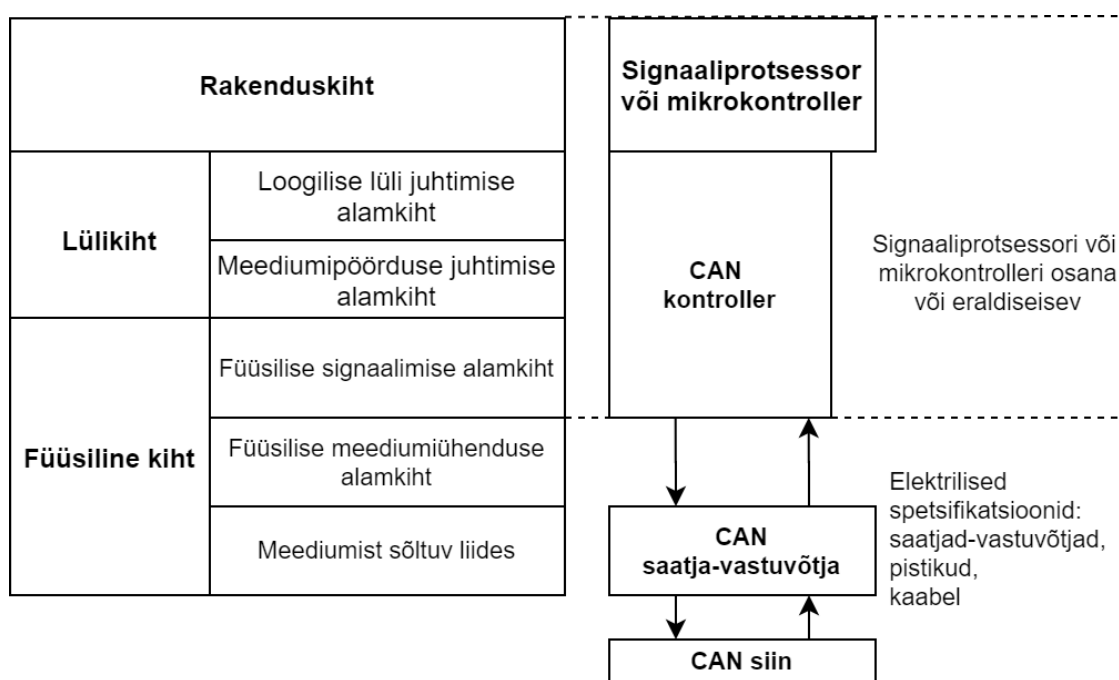 Rakenduskiht
Lülikiht
Loogilise lüli juhtimise
alamkiht
Meediumipöörduse juhtimise
alamkiht
Füüsiline kiht
Füüsilise signaalimise alamkiht
Füüsilise meediumiühenduse
alamkiht
Meediumist sõltuv liides
Signaaliprotsessor
või mikrokontroller
CAN
kontroller
CAN
saatja-vastuvõtja
CAN siin
Signaaliprotsessori või
mikrokontrolleri osana
või eraldiseisev
Elektrilised
spetsifikatsioonid:
saatjad-vastuvõtjad,
pistikud,
kaabel